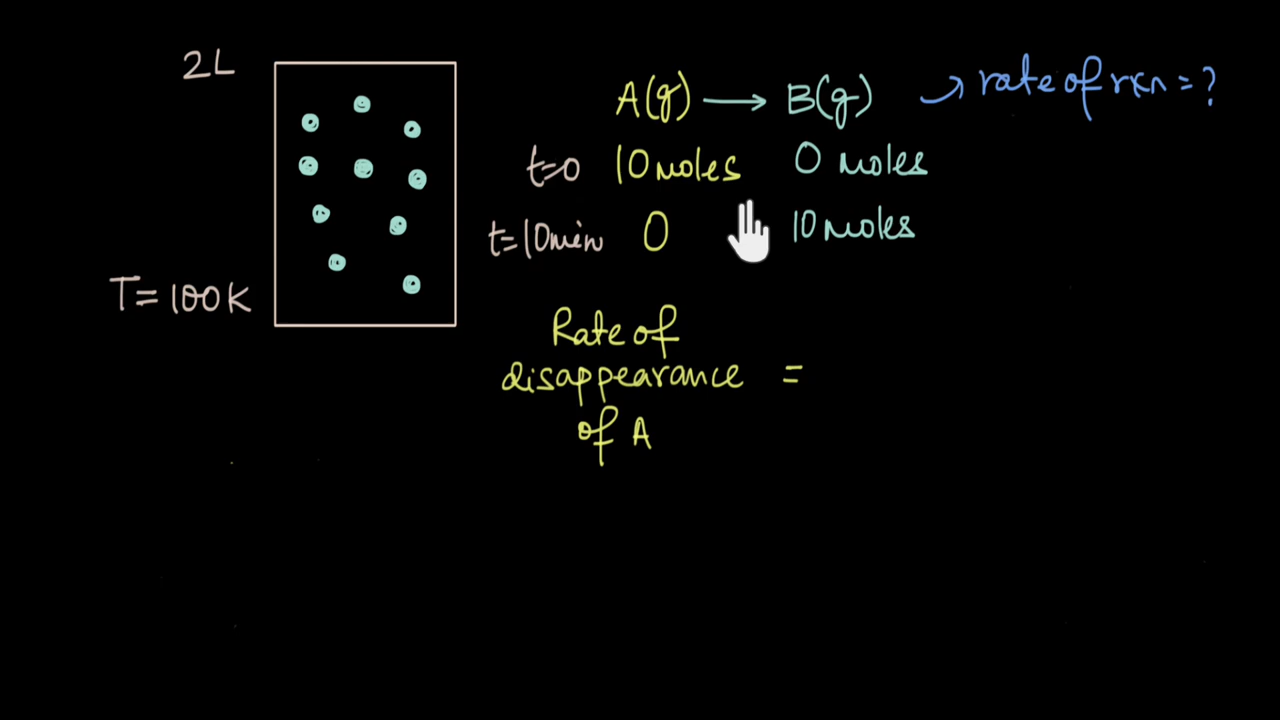 2L
A(g) → B(g) → rate of rxn = ?
t=0 10 moles 0 moles
t=10min 0 10 moles
T = 100K
Rate of
disappearance =
of A